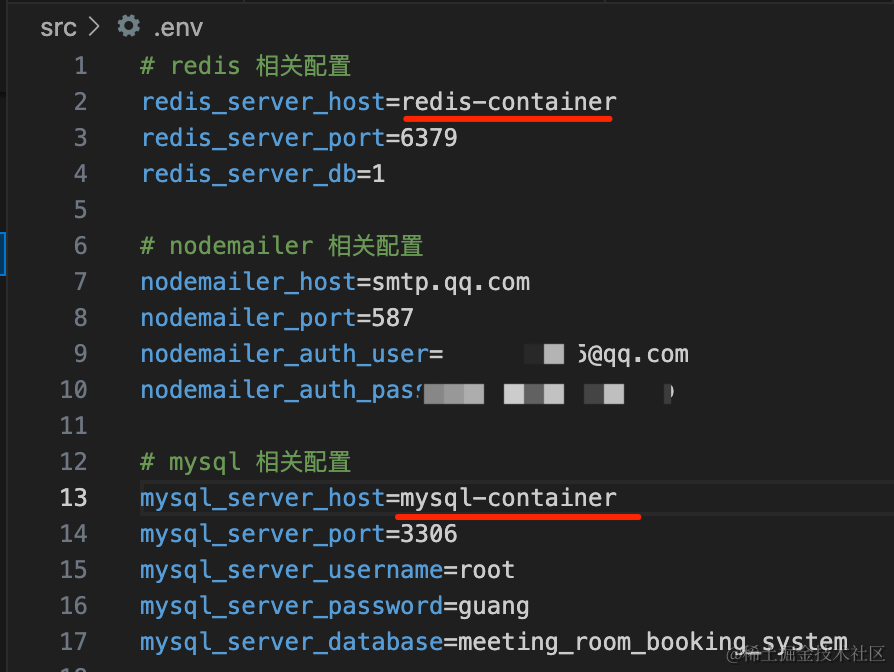 src > .env
1 # redis 相关配置
2 redis_server_host=redis-container
3 redis_server_port=6379
4 redis_server_db=1
5
6 # nodemailer 相关配置
7 nodemailer_host=smtp.qq.com
8 nodemailer_port=587
9 nodemailer_auth_user= 5@qq.com
10 nodemailer_auth_pas
11
12 # mysql 相关配置
13 mysql_server_host=mysql-container
14 mysql_server_port=3306
15 mysql_server_username=root
16 mysql_server_password=guang
17 mysql_server_database=meeting_room_booking_system
@稀土掘金技术社区